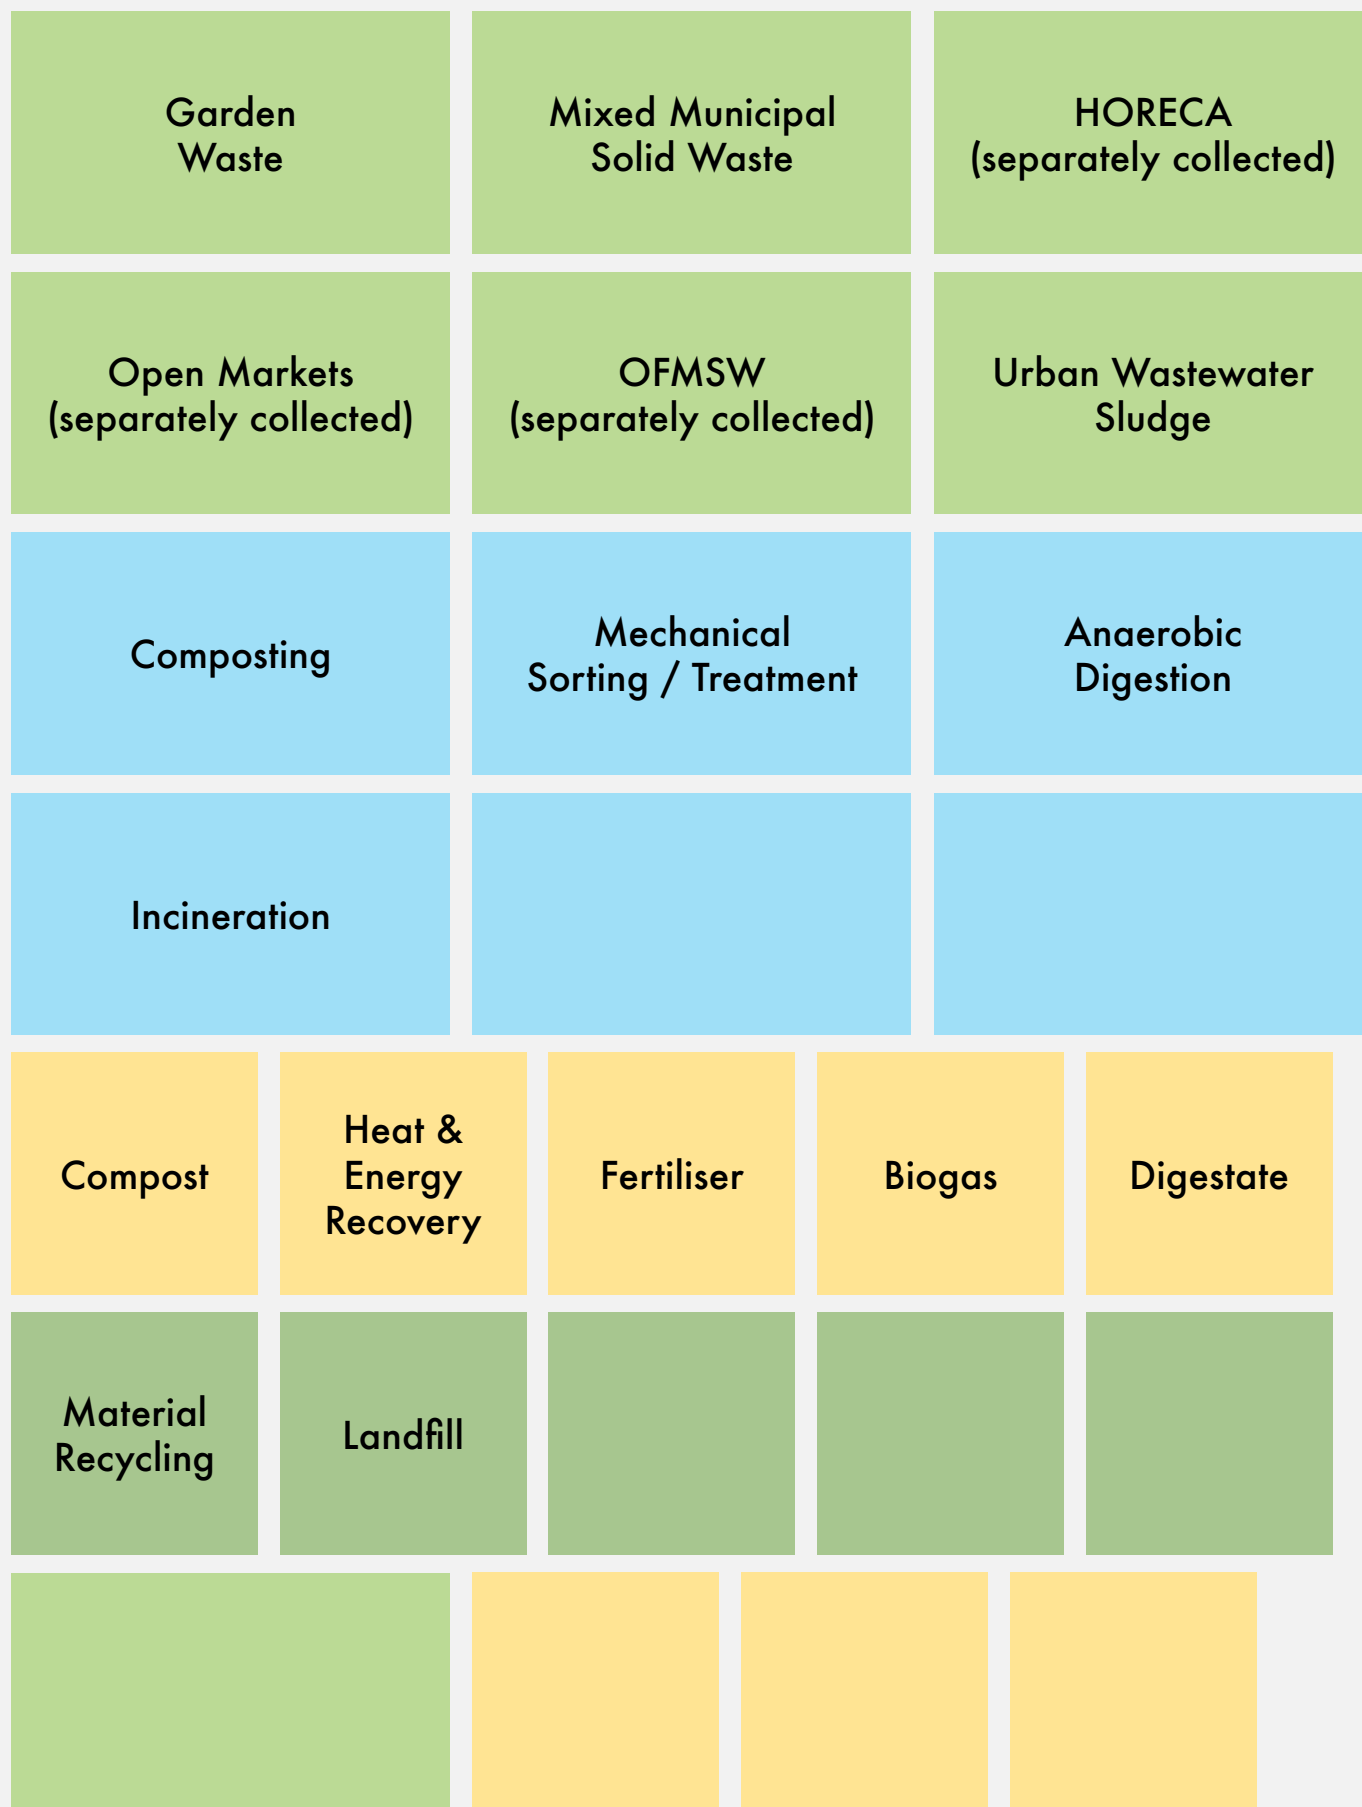 Garden
Waste
Mixed Municipal
Solid Waste
HORECA
(separately collected)
Open Markets
(separately collected)
OFMSW
(separately collected)
Urban Wastewater
Sludge
Composting
Mechanical
Sorting / Treatment
Anaerobic
Digestion
Incineration
Compost
Heat &
Energy
Recovery
Fertiliser
Biogas
Digestate
Material
Recycling
Landfill